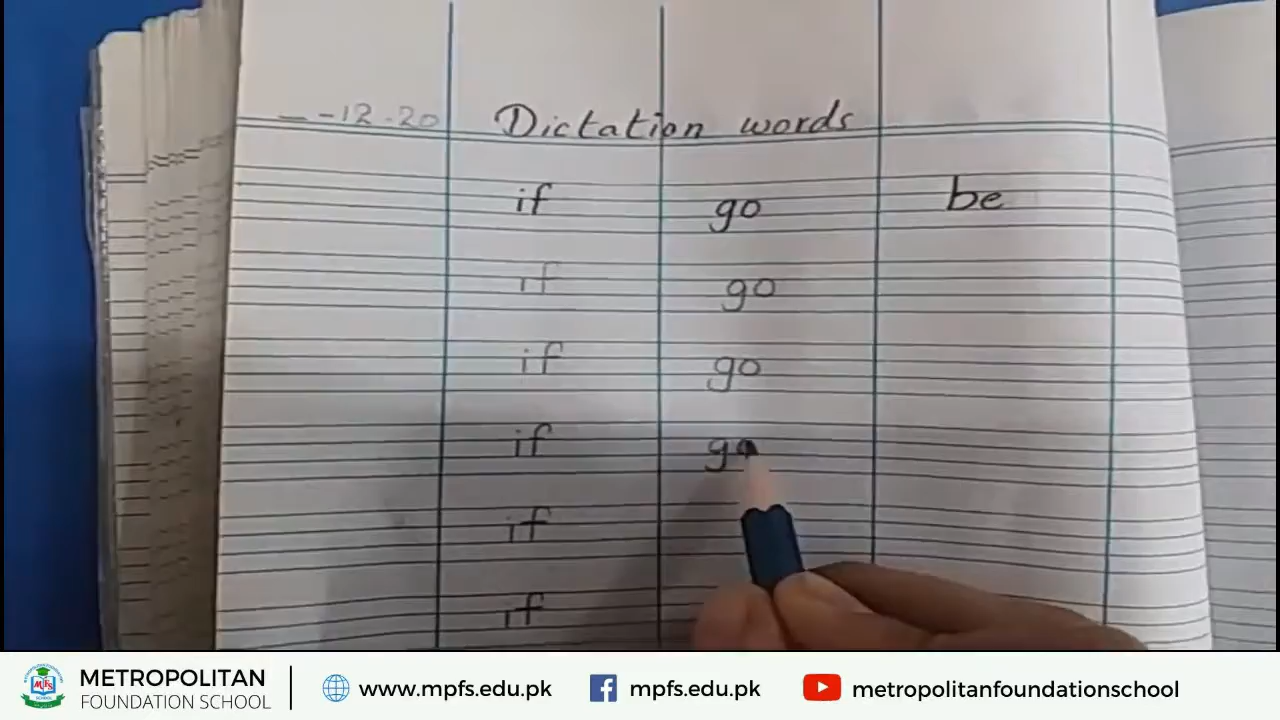 _ -12.20 Dictation words
if go be
if go
if go
if go
if
if
METROPOLITAN
FOUNDATION SCHOOL
www.mpfs.edu.pk mpfs.edu.pk metropolitanfoundationschool